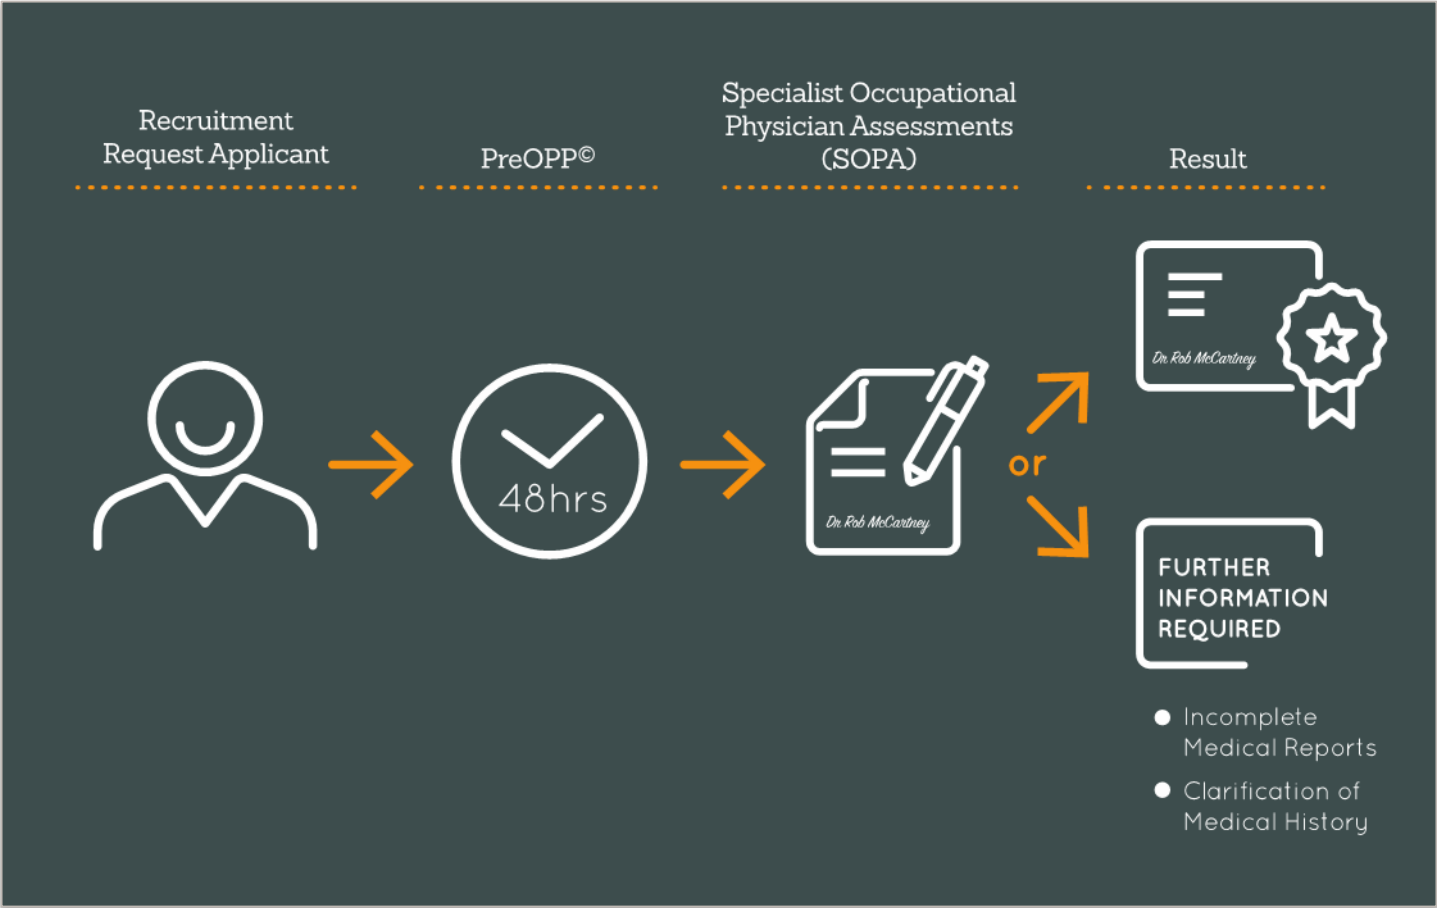 Recruitment
Request Applicant
PreOPP©
Specialist Occupational
Physician Assessments
(SOPA)
Result
48hrs
Dr Rob McCartney
or
Dr Rob McCartney
FURTHER
INFORMATION
REQUIRED
Incomplete
Medical Reports
Clarification of
Medical History